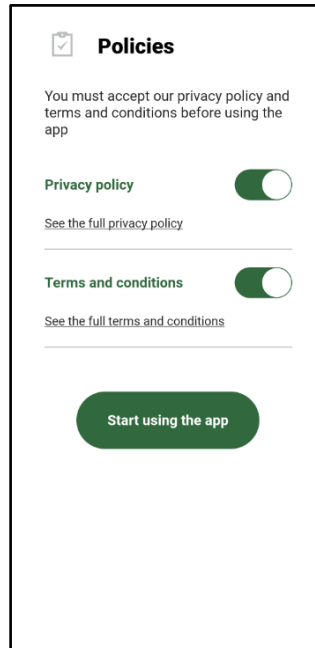 Policies
You must accept our privacy policy and
terms and conditions before using the
app
Privacy policy
See the full privacy policy
Terms and conditions
See the full terms and conditions
Start using the app